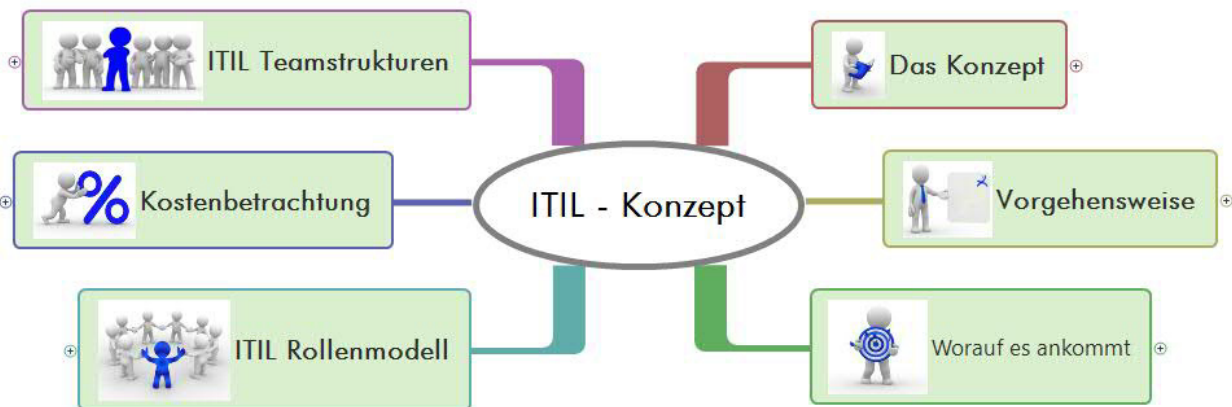 ITIL Teamstrukturen
Das Konzept
Kostenbetrachtung
ITIL - Konzept
Vorgehensweise
ITIL Rollenmodell
Worauf es ankommt